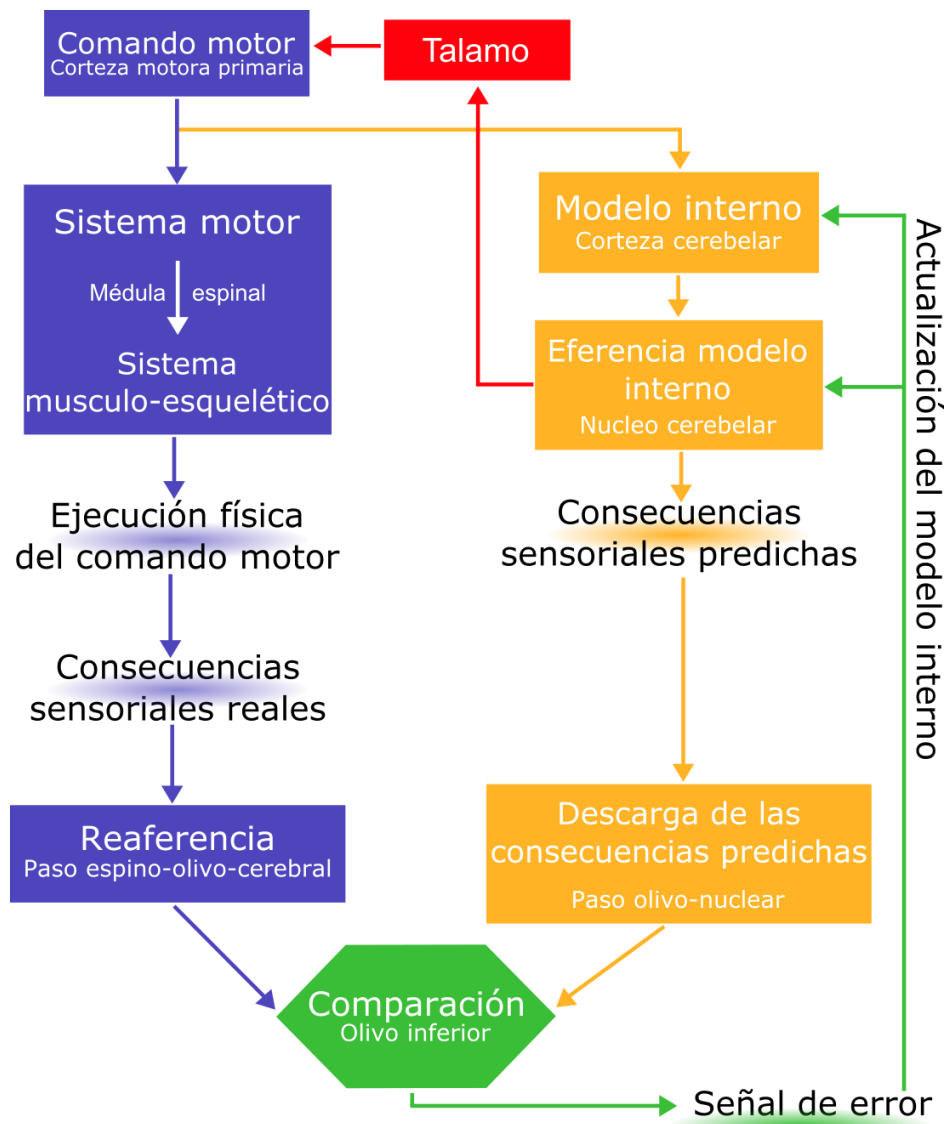 Comando motor
Corteza motora primaria
Talamo
Sistema motor
Médula espinal
Sistema
musculo-esquelético
Ejecución física
del comando motor
Consecuencias
sensoriales reales
Reaferencia
Paso espino-olivo-cerebral
Modelo interno
Corteza cerebelar
Eferencia modelo
interno
Nucleo cerebelar
Consecuencias
sensoriales predichas
Descarga de las
consecuencias predichas
Paso olivo-nuclear
Comparación
Olivo inferior
Señal de error
Actualización del modelo interno